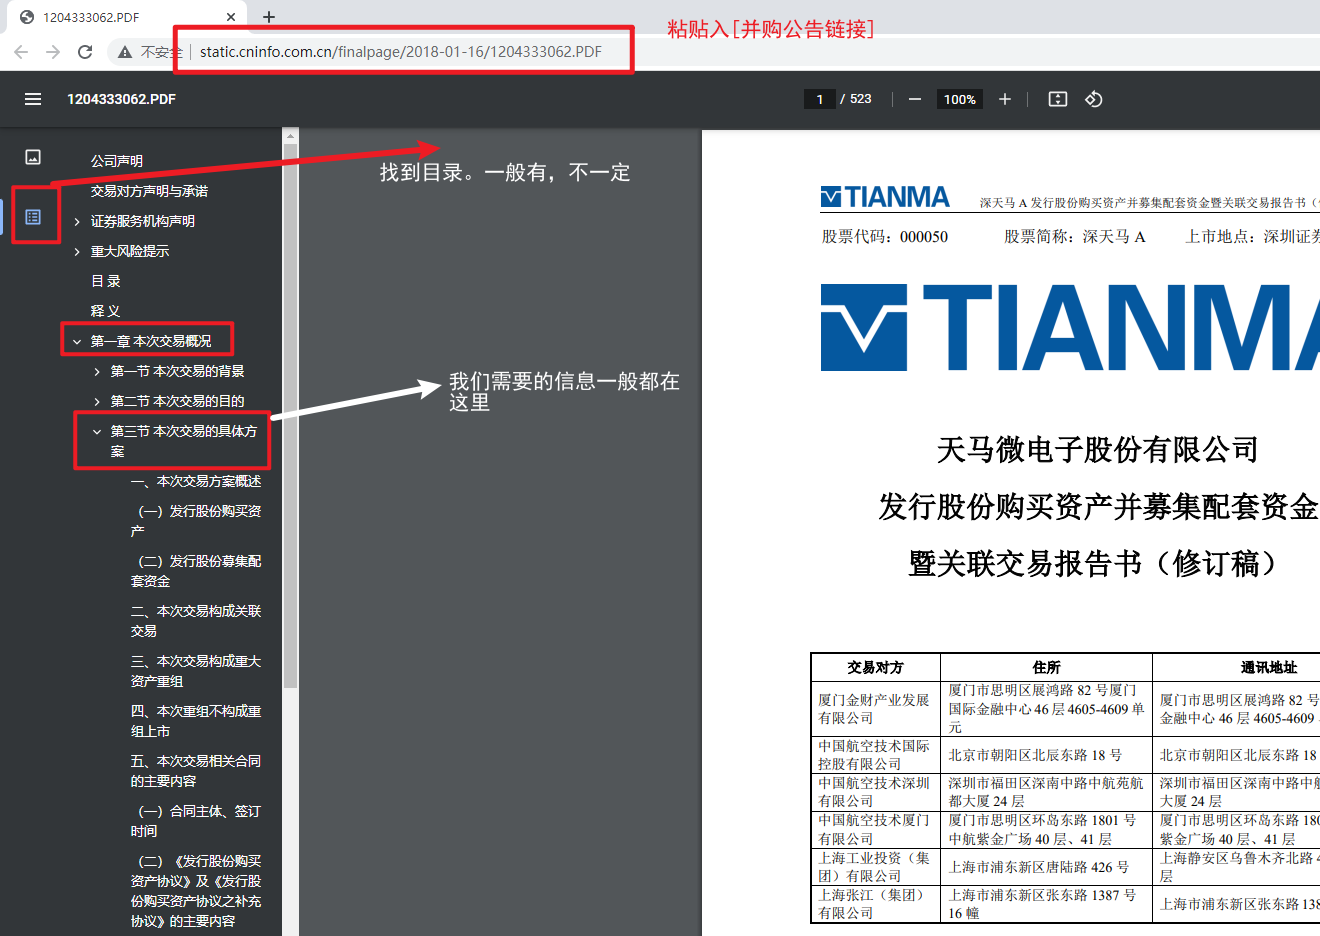 1204333062.PDF
粘贴入[并购公告链接]
不安全
static.cninfo.com.cn/finalpage/2018-01-16/1204333062.PDF
1204333062.PDF
1 / 523
100%
公司声明
交易对方声明与承诺
证券服务机构声明
重大风险提示
目 录
释 义
第一章 本次交易概况
第一节 本次交易的背景
第二节 本次交易的目的
第三节 本次交易的具体方
案
一、本次交易方案概述
（一）发行股份购买资
产
（二）发行股份募集配
套资金
二、本次交易构成关联
交易
三、本次交易构成重大
资产重组
四、本次重组不构成重
组上市
五、本次交易相关合同
的主要内容
（一）合同主体、签订
时间
（二）《发行股份购买
资产协议》及《发行股
份购买资产协议之补充
协议》的主要内容
找到目录。一般有，不一定
我们需要的信息一般都在
这里
TIANMA
深天马 A 发行股份购买资产并募集配套资金暨关联交易报告书（
股票代码：000050 股票简称：深天马 A 上市地点：深圳证
TIANMA
天马微电子股份有限公司
发行股份购买资产并募集配套资金
暨关联交易报告书（修订稿）
交易对方 住所 通讯地址
厦门金财产业发展
有限公司
厦门市思明区展鸿路 82 号厦门
国际金融中心 46 层 4605-4609 单
元
厦门市思明区展鸿路 82 号
金融中心 46 层 4605-4609
中国航空技术国际
控股有限公司
北京市朝阳区北辰东路 18 号
北京市朝阳区北辰东路 18
中国航空技术深圳
有限公司
深圳市福田区深南中路中航苑航
都大厦 24 层
深圳市福田区深南中路中
大厦 24 层
中国航空技术厦门
有限公司
厦门市思明区环岛东路 1801 号
中航紫金广场 40 层、41 层
厦门市思明区环岛东路 180
紫金广场 40 层、41 层
上海工业投资（集
团）有限公司
上海市浦东新区唐陆路 426 号
上海静安区乌鲁木齐北路 4
层
上海张江（集团）
有限公司
上海市浦东新区张东路 1387 号
16 幢
上海市浦东新区张东路 138